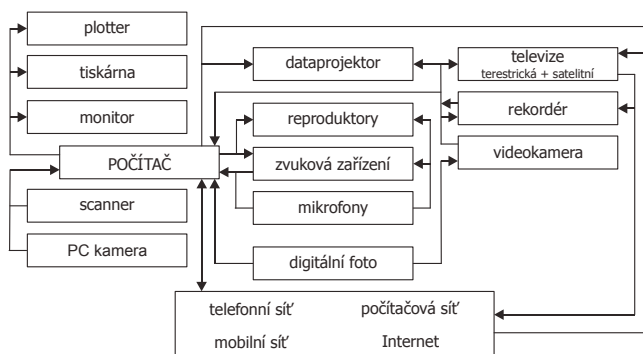 plotter
tiskárna
monitor
POČÍTAČ
scanner
PC kamera
dataprojektor
reproduktory
zvuková zařízení
mikrofony
digitální foto
televize
terestrická + satelitní
rekordér
videokamera
telefonní síť
počítačová síť
mobilní síť
Internet